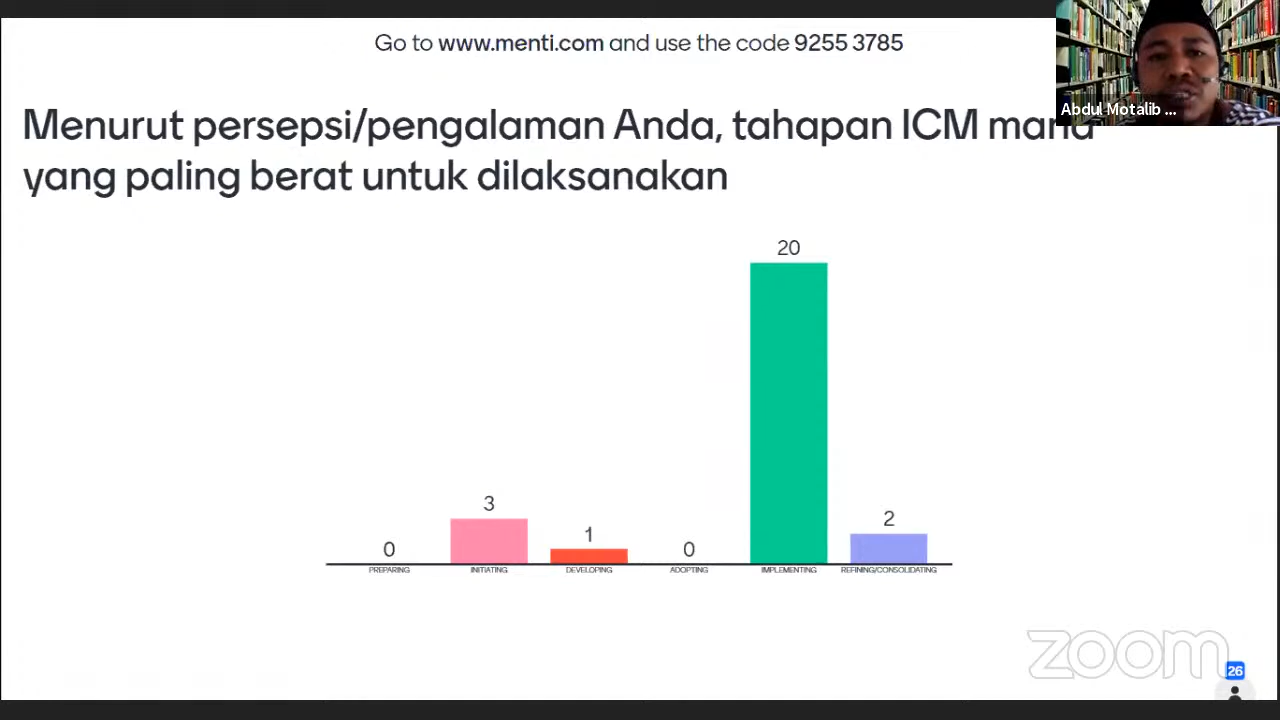 Go to www.menti.com and use the code 9255 3785
Abdul Motalib ...
Menurut persepsi/pengalaman Anda, tahapan ICM mana
yang paling berat untuk dilaksanakan
20
3
1
2
0
0
PREPARING
INITIATING
DEVELOPING
ADOPTING
IMPLEMENTING
REFINING/CONSOLIDATING
zoom
26